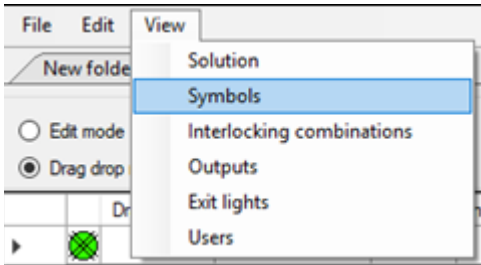 File Edit View
New folde
Solution
Symbols
Edit mode
Interlocking combinations
Drag drop
Outputs
Exit lights
Dr
Users